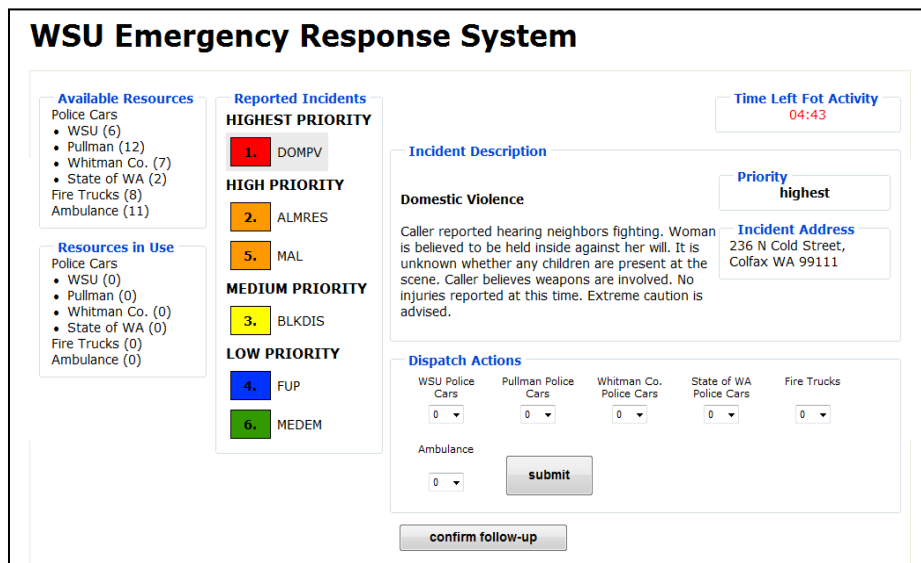 WSU Emergency Response System
Available Resources
Police Cars
• WSU (6)
• Pullman (12)
• Whitman Co. (7)
• State of WA (2)
Fire Trucks (8)
Ambulance (11)
Resources in Use
Police Cars
• WSU (0)
• Pullman (0)
• Whitman Co. (0)
• State of WA (0)
Fire Trucks (0)
Ambulance (0)
Reported Incidents
HIGHEST PRIORITY
1. DOMPV
HIGH PRIORITY
2. ALMRES
5. MAL
MEDIUM PRIORITY
3. BLKDIS
LOW PRIORITY
4. FUP
6. MEDEM
Time Left Fot Activity
04:43
Incident Description
Domestic Violence
Caller reported hearing neighbors fighting. Woman
is believed to be held inside against her will. It is
unknown whether any children are present at the
scene. Caller believes weapons are involved. No
injuries reported at this time. Extreme caution is
advised.
Priority
highest
Incident Address
236 N Cold Street,
Colfax WA 99111
Dispatch Actions
WSU Police
Cars
0
Pullman Police
Cars
0
Whitman Co.
Police Cars
0
State of WA
Police Cars
0
Fire Trucks
0
Ambulance
0
submit
confirm follow-up